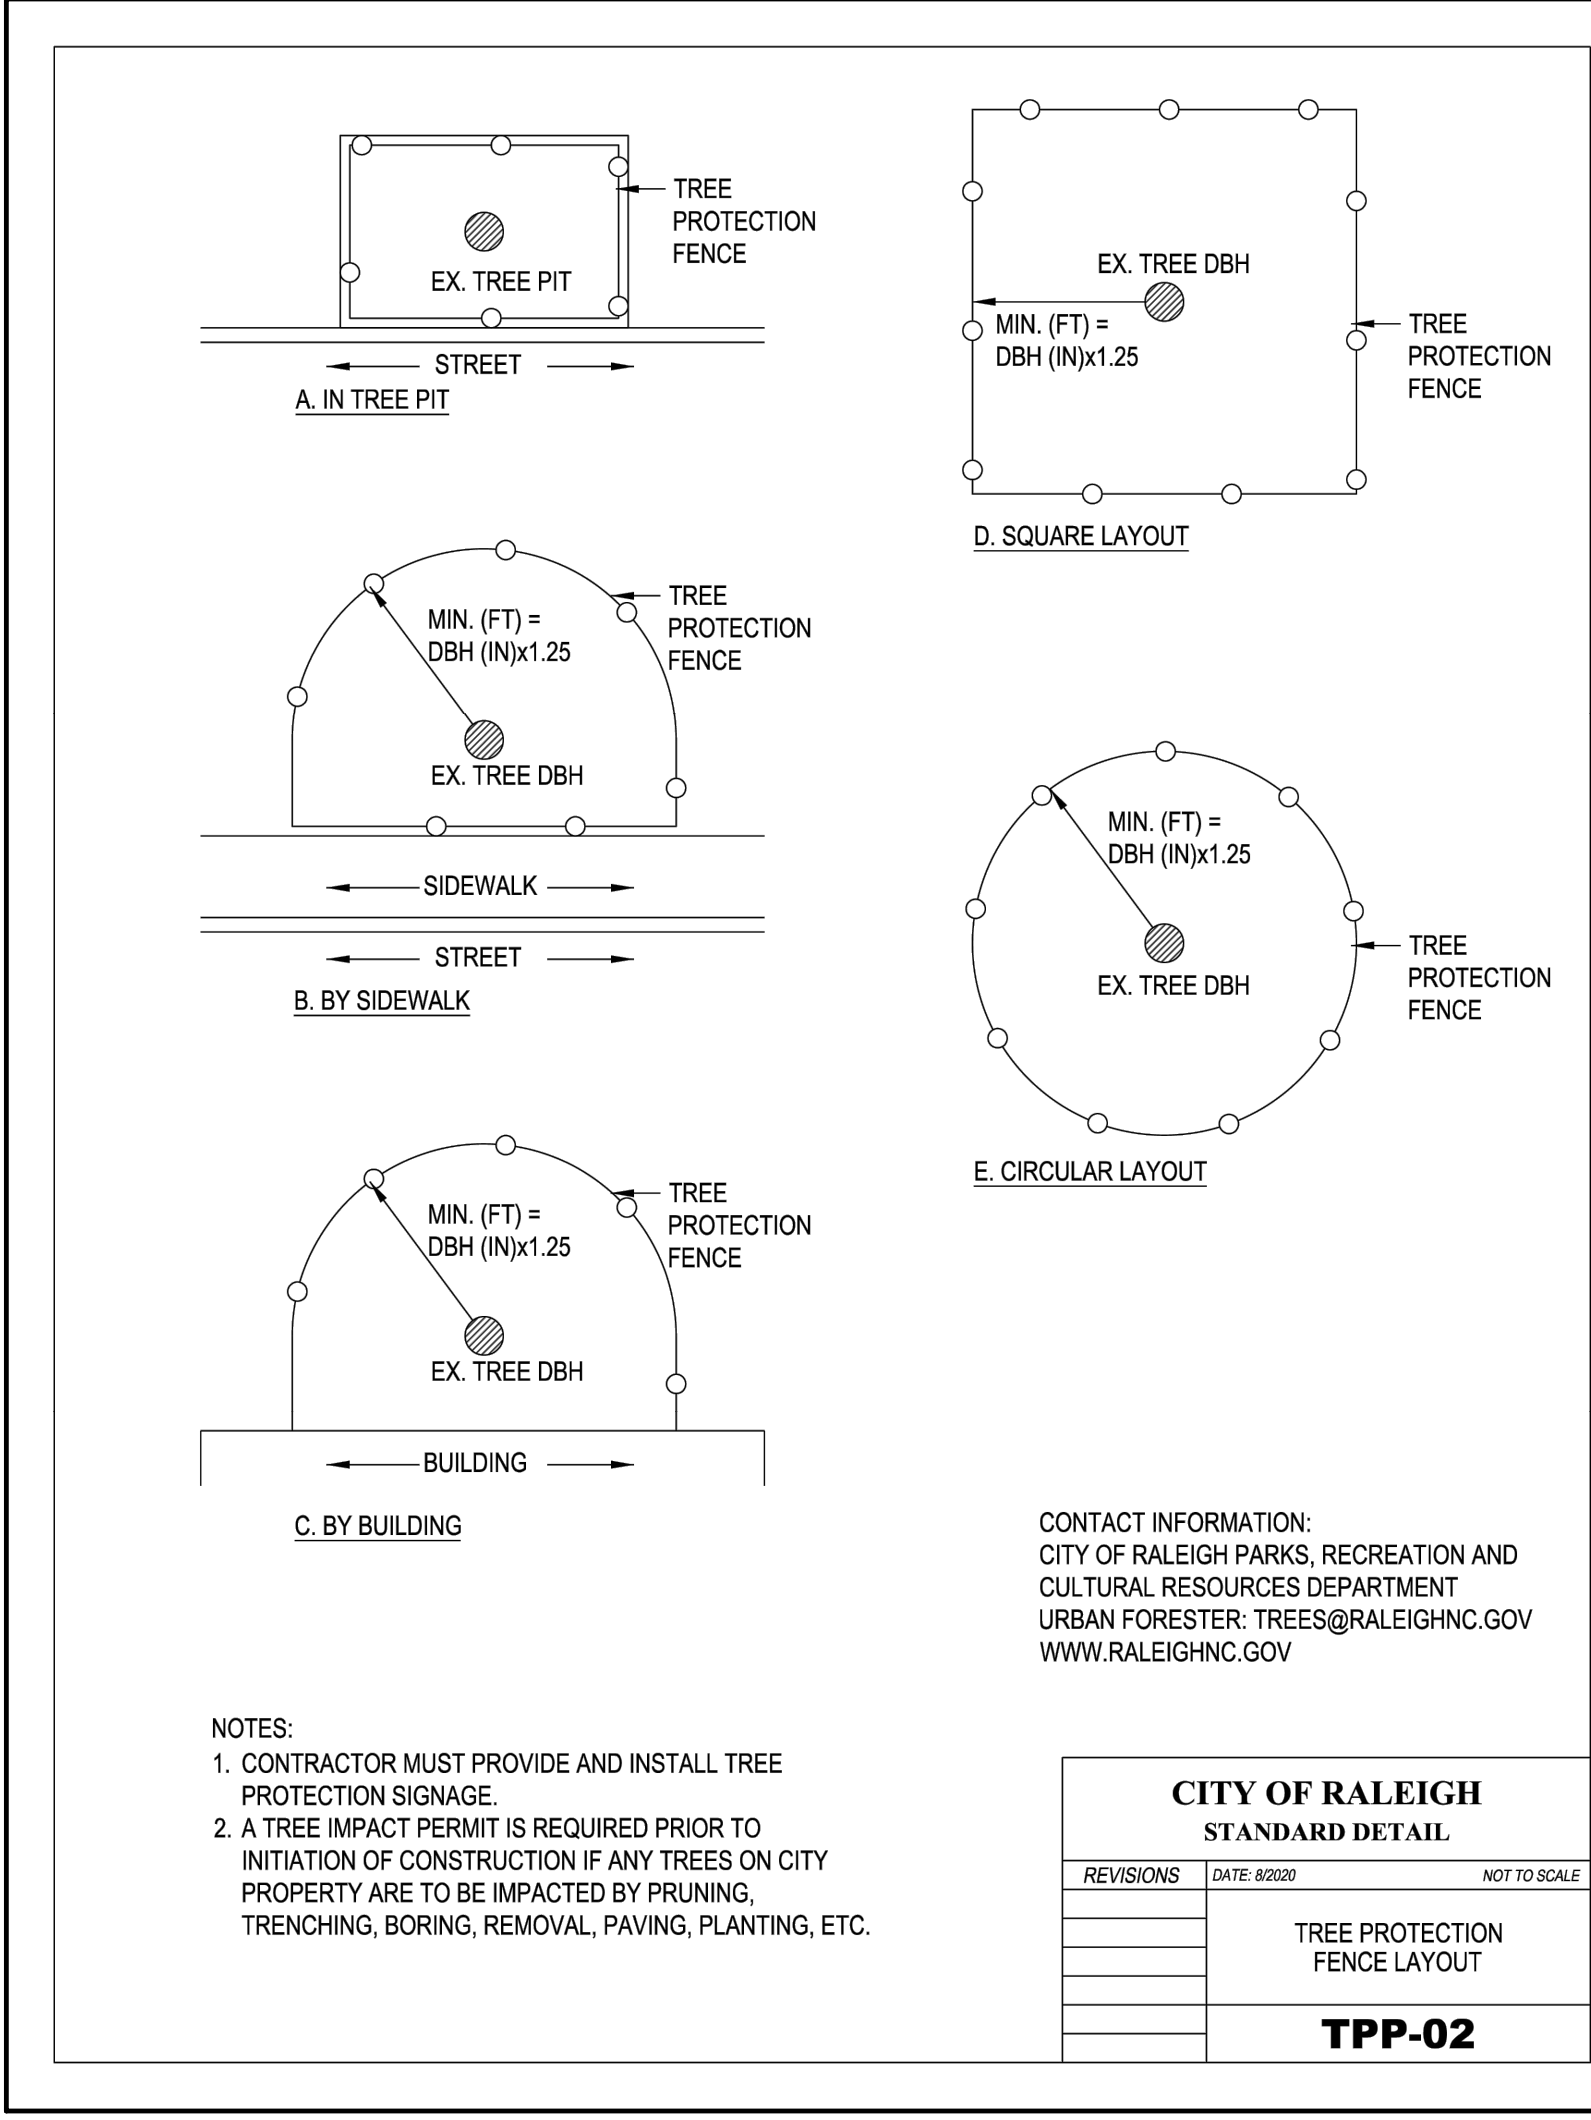 TREE
PROTECTION
FENCE
EX. TREE PIT
STREET
A. IN TREE PIT
EX. TREE DBH
MIN. (FT) =
DBH (IN)x1.25
TREE
PROTECTION
FENCE
D. SQUARE LAYOUT
MIN. (FT) =
DBH (IN)x1.25
TREE
PROTECTION
FENCE
EX. TREE DBH
SIDEWALK
STREET
B. BY SIDEWALK
MIN. (FT) =
DBH (IN)x1.25
EX. TREE DBH
TREE
PROTECTION
FENCE
E. CIRCULAR LAYOUT
MIN. (FT) =
DBH (IN)x1.25
TREE
PROTECTION
FENCE
EX. TREE DBH
BUILDING
C. BY BUILDING
CONTACT INFORMATION:
CITY OF RALEIGH PARKS, RECREATION AND
CULTURAL RESOURCES DEPARTMENT
URBAN FORESTER: TREES@RALEIGHNC.GOV
WWW.RALEIGHNC.GOV
NOTES:
1. CONTRACTOR MUST PROVIDE AND INSTALL TREE
PROTECTION SIGNAGE.
2. A TREE IMPACT PERMIT IS REQUIRED PRIOR TO
INITIATION OF CONSTRUCTION IF ANY TREES ON CITY
PROPERTY ARE TO BE IMPACTED BY PRUNING,
TRENCHING, BORING, REMOVAL, PAVING, PLANTING, ETC.
CITY OF RALEIGH
STANDARD DETAIL
REVISIONS DATE: 8/2020 NOT TO SCALE
TREE PROTECTION
FENCE LAYOUT
TPP-02